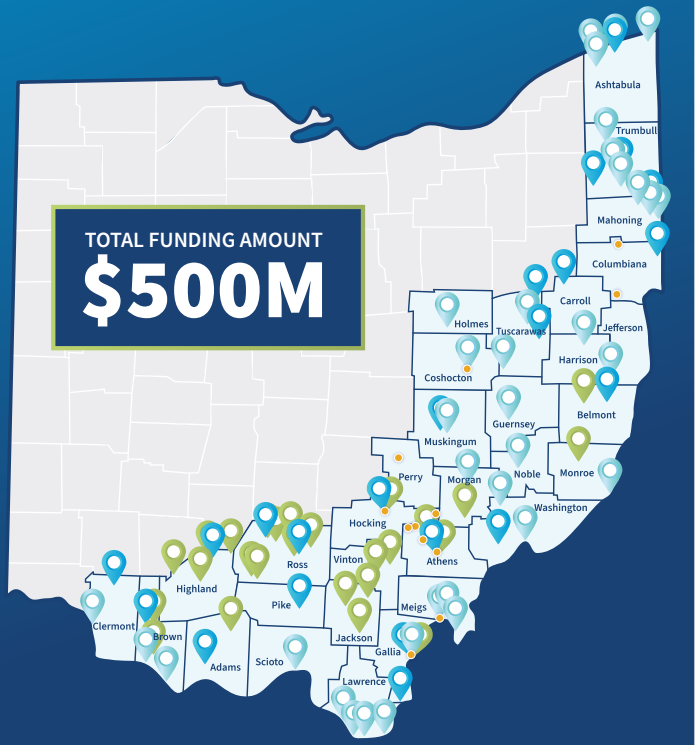 Ashtabula
Trumbull
Mahoning
TOTAL FUNDING AMOUNT
$500M
Columbiana
Carroll
Holmes
Tuscarawas
Jefferson
Harrison
Coshocton
Belmont
Guernsey
Muskingum
Perry
Morgan
Noble
Monroe
Washington
Hocking
Vinton
Athens
Ross
Highland
Pike
Meigs
Clermont
Brown
Jackson
Gallia
Adams
Scioto
Lawrence